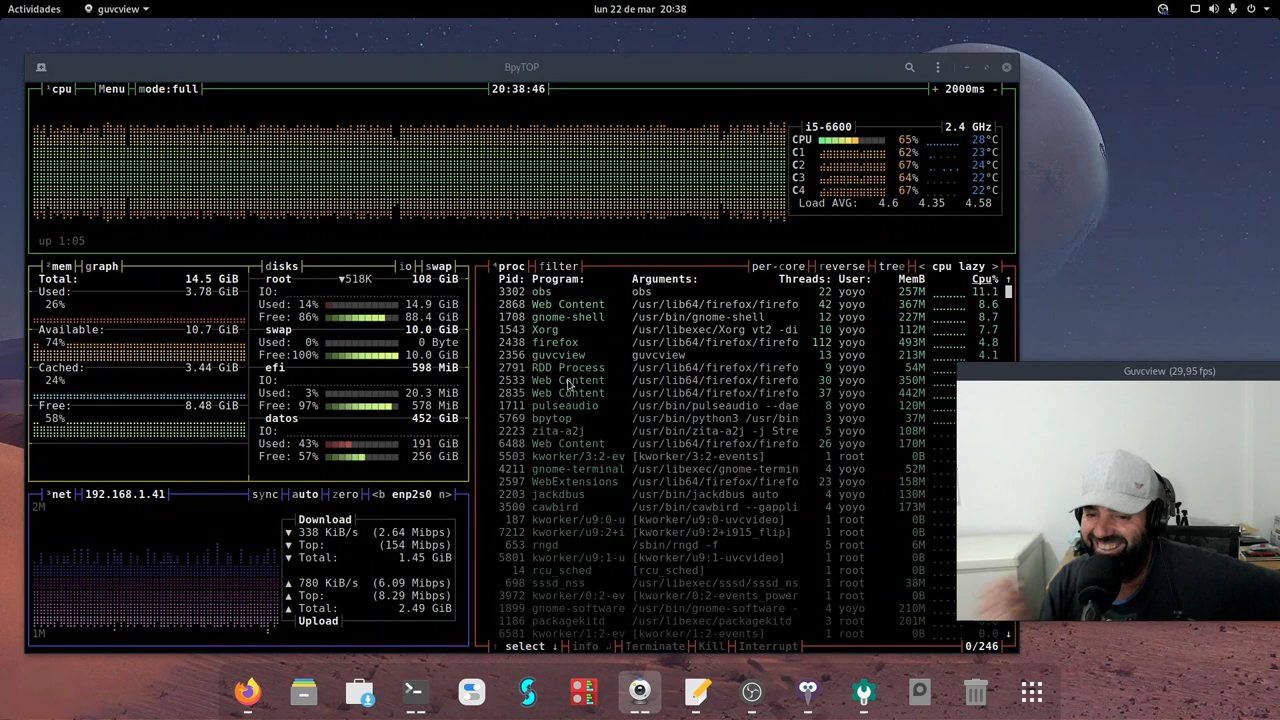 Actividades guvcview lun 22 de mar 20:38
BpyTOP
¹cpu Menu mode:full 20:38:46 + 2000ms -
i5-6600 2.4 GHz
CPU 65% 28°C
C1 62% 23°C
C2 67% 24°C
C3 64% 22°C
C4 67% 22°C
Load AVG: 4.6 4.35 4.58
up 1:05
²mem graph
Total: 14.5 GiB
Used: 3.78 GiB
26%
Available: 10.7 GiB
74%
Cached: 3.44 GiB
24%
Free: 8.48 GiB
58%
disks io swap
root ▼518K 108 GiB
IO:
Used: 14% 14.9 GiB
Free: 86% 88.4 GiB
swap 10.0 GiB
Used: 0% 0 Byte
Free:100% 10.0 GiB
efi 598 MiB
IO:
Used: 3% 20.3 MiB
Free: 97% 578 MiB
datos 452 GiB
IO:
Used: 43% 191 GiB
Free: 57% 256 GiB
³net 192.168.1.41 sync auto zero <b enp2s0 n>
2M
Download
▼ 338 KiB/s (2.64 Mibps)
▼ Top: (154 Mibps)
▼ Total: 1.45 GiB
▲ 780 KiB/s (6.09 Mibps)
▲ Top: (8.29 Mibps)
▲ Total: 2.49 GiB
Upload
1M
⁴proc filter per-core reverse tree < cpu lazy >
Pid: Program: Arguments: Threads: User: MemB Cpu% ↑
3302 obs obs 22 yoyo 257M 11.1
2868 Web Content /usr/lib64/firefox/firefo 42 yoyo 367M 8.6
1708 gnome-shell /usr/bin/gnome-shell 12 yoyo 227M 8.7
1543 Xorg /usr/libexec/Xorg vt2 -di 10 yoyo 112M 7.7
2438 firefox /usr/lib64/firefox/firefo 112 yoyo 493M 4.8
2356 guvcview guvcview 13 yoyo 213M 4.1
2791 RDD Process /usr/lib64/firefox/firefo 9 yoyo 54M
2533 Web Content /usr/lib64/firefox/firefo 30 yoyo 350M
2835 Web Content /usr/lib64/firefox/firefo 37 yoyo 442M
1711 pulseaudio /usr/bin/pulseaudio --dae 8 yoyo 120M
5769 bpytop /usr/bin/python3 /usr/bin 3 yoyo 37M
2223 zita-a2j /usr/bin/zita-a2j -j Stre 5 yoyo 108M
6488 Web Content /usr/lib64/firefox/firefo 26 yoyo 170M
5503 kworker/3:2-ev [kworker/3:2-events] 1 root 0B
4211 gnome-terminal /usr/libexec/gnome-termin 4 yoyo 52M
2597 WebExtensions /usr/lib64/firefox/firefo 23 yoyo 158M
2203 jackdbus /usr/bin/jackdbus auto 4 yoyo 130M
3500 cawbird /usr/bin/cawbird --gappli 4 yoyo 173M
187 kworker/u9:0-u [kworker/u9:0-uvcvideo] 1 root 0B
7212 kworker/u9:2+i [kworker/u9:2+i915_flip] 1 root 0B
653 rngd /sbin/rngd -f 5 root 6M
5801 kworker/u9:1-u [kworker/u9:1-uvcvideo] 1 root 0B
14 rcu_sched [rcu_sched] 1 root 0B
698 sssd_nss /usr/libexec/sssd/sssd_ns 1 root 38M
3972 kworker/0:2-ev [kworker/0:2-events_power 1 root 0B
1899 gnome-software /usr/bin/gnome-software - 4 yoyo 210M
1186 packagekitd /usr/libexec/packagekitd 3 root 201M
6581 kworker/1:2-ev [kworker/1:2-events] 1 root 0B 0.0 ↓
↑ select ↓ info ↲ Terminate Kill Interrupt 0/246
Guvcview (29,95 fps)